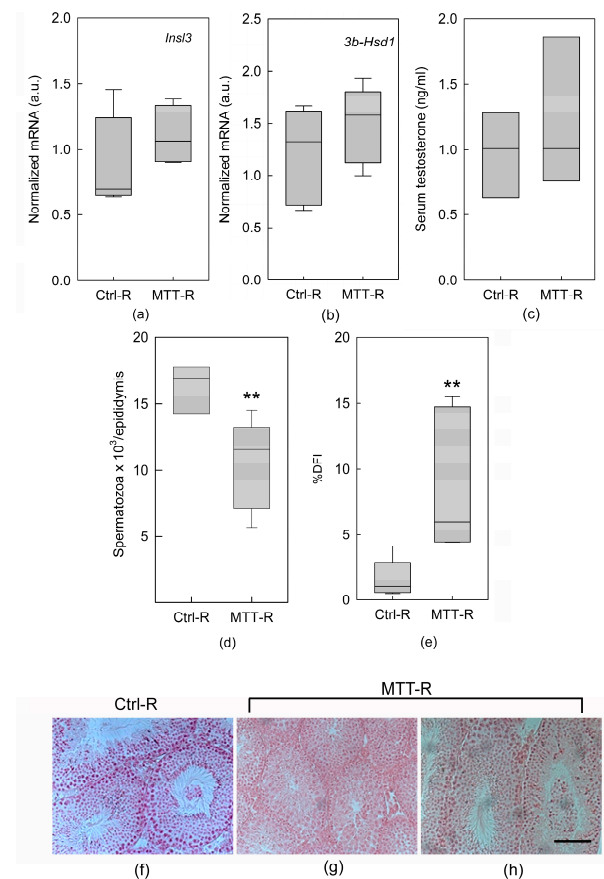 Insl3
Normalized mRNA (a.u.)
2.0
1.5
1.0
0.5
0.0
Ctrl-R MTT-R
(a)
3b-Hsd1
Normalized mRNA (a.u.)
2.5
2.0
1.5
1.0
0.5
0.0
Ctrl-R MTT-R
(b)
Serum testosterone (ng/ml)
2.0
1.5
1.0
0.5
0.0
Ctrl-R MTT-R
(c)
Spermatozoa x 10³/epididymis
20
15
10
5
**
Ctrl-R MTT-R
(d)
%DFI
20
15
10
5
0
**
Ctrl-R MTT-R
(e)
Ctrl-R MTT-R
(f) (g) (h)